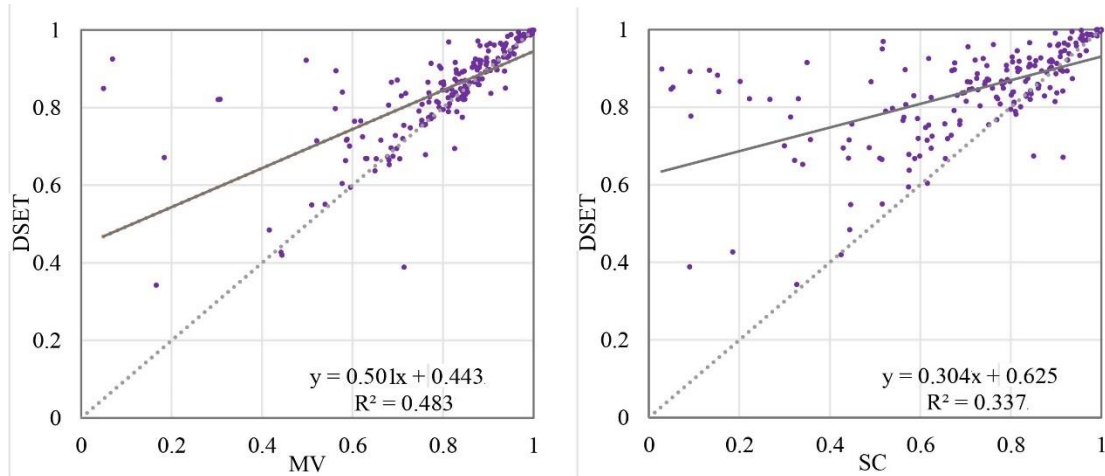 1
0.8
0.6
DSET
0.4
0.2
0
0 0.2 0.4 0.6 0.8 1
MV
y = 0.501x + 0.443
R² = 0.483
1
0.8
0.6
DSET
0.4
0.2
0
0 0.2 0.4 0.6 0.8 1
SC
y = 0.304x + 0.625
R² = 0.337